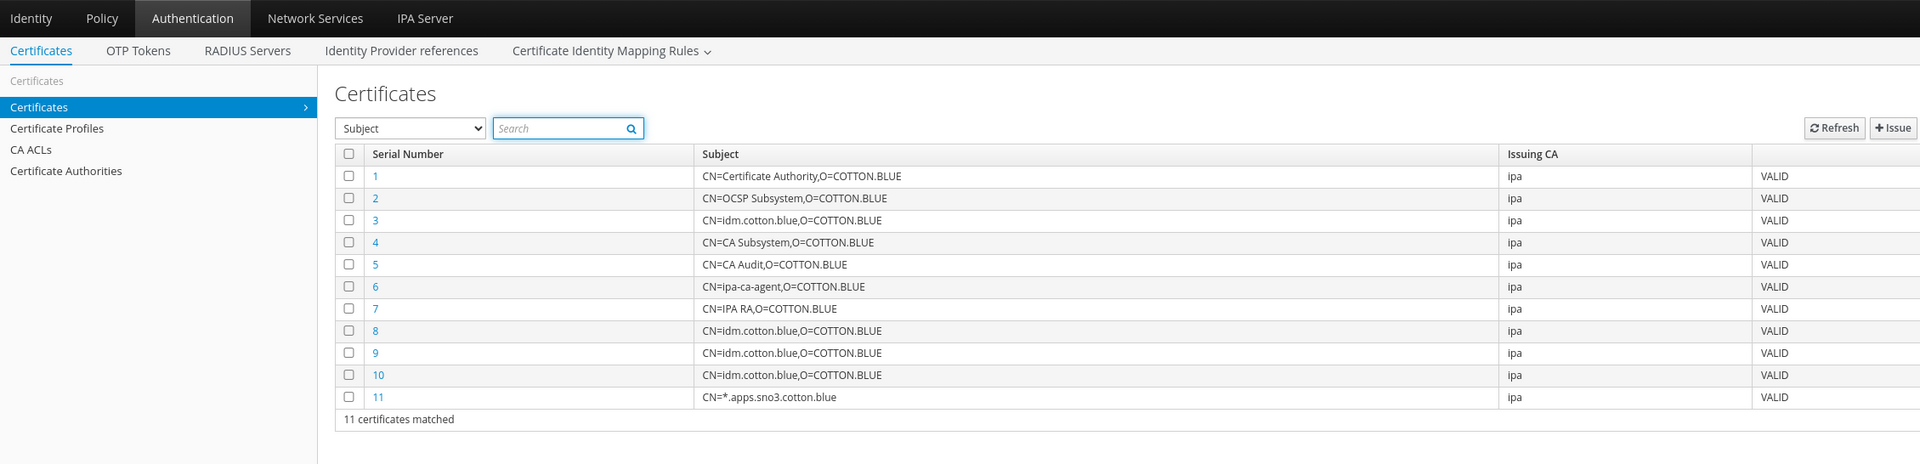 Identity Policy Authentication Network Services IPA Server
Certificates OTP Tokens RADIUS Servers Identity Provider references Certificate Identity Mapping Rules
Certificates
Certificates
Certificate Profiles
CA ACLs
Certificate Authorities
Certificates
Subject Search Refresh Issue
Serial Number Subject Issuing CA
1 CN=Certificate Authority,O=COTTON.BLUE ipa VALID
2 CN=OCSP Subsystem,O=COTTON.BLUE ipa VALID
3 CN=idm.cotton.blue,O=COTTON.BLUE ipa VALID
4 CN=CA Subsystem,O=COTTON.BLUE ipa VALID
5 CN=CA Audit,O=COTTON.BLUE ipa VALID
6 CN=ipa-ca-agent,O=COTTON.BLUE ipa VALID
7 CN=IPA RA,O=COTTON.BLUE ipa VALID
8 CN=idm.cotton.blue,O=COTTON.BLUE ipa VALID
9 CN=idm.cotton.blue,O=COTTON.BLUE ipa VALID
10 CN=idm.cotton.blue,O=COTTON.BLUE ipa VALID
11 CN=*.apps.sno3.cotton.blue ipa VALID
11 certificates matched